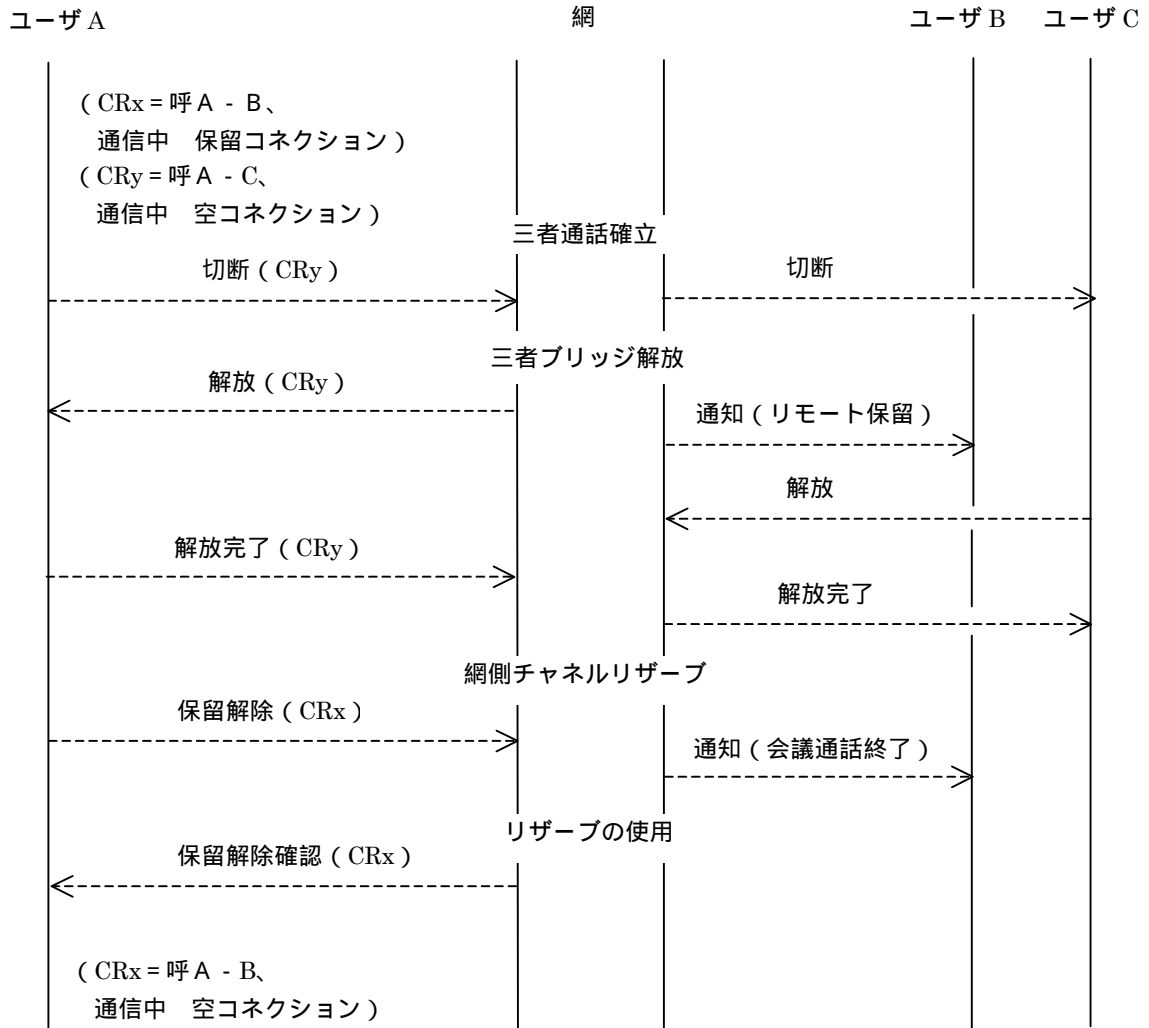 ユーザA 網 ユーザB ユーザC
（CRx=呼A-B、
通信中　保留コネクション）
（CRy=呼A-C、
通信中　空コネクション）
三者通話確立
切断（CRy） 切断
三者ブリッジ解放
解放（CRy）
通知（リモート保留）
解放
解放完了（CRy）
解放完了
網側チャネルリザーブ
保留解除（CRx）
通知（会議通話終了）
リザーブの使用
保留解除確認（CRx）
（CRx=呼A-B、
通信中　空コネクション）